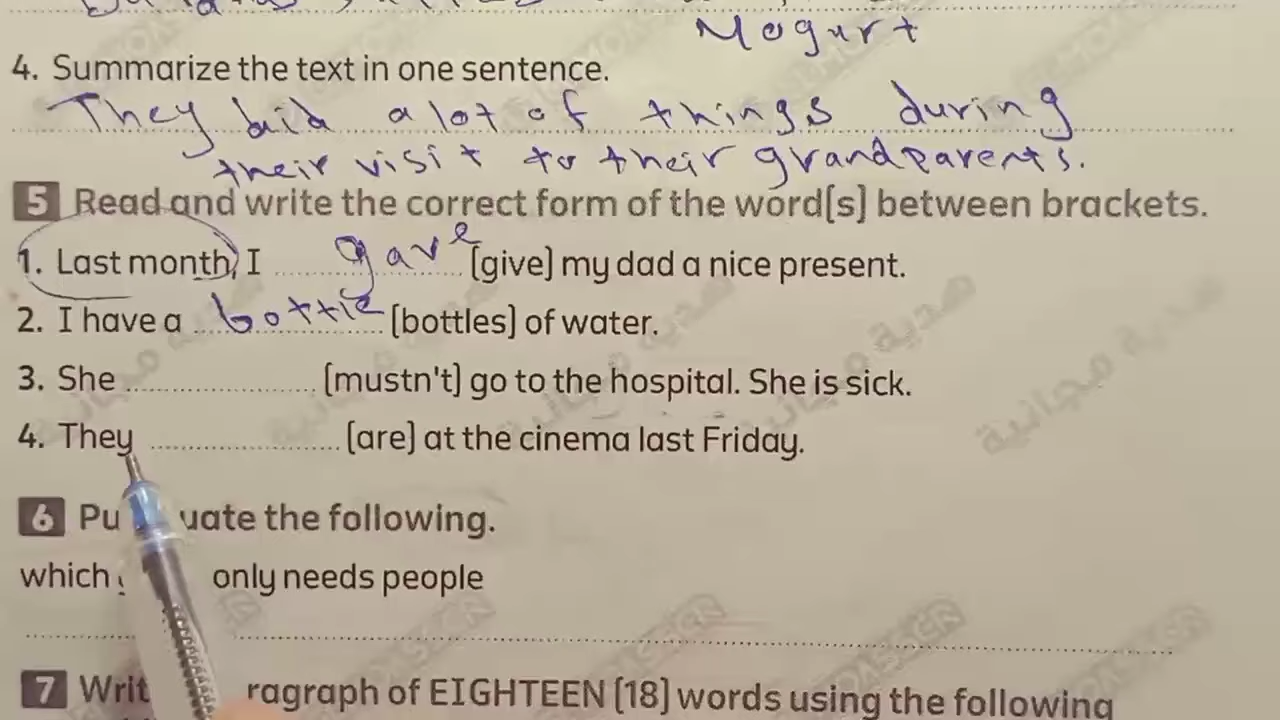 Mogurt
4. Summarize the text in one sentence.
They did a lot of things during
their visit to their grandparents.
5 Read and write the correct form of the word[s] between brackets.
1. Last month, I gave [give] my dad a nice present.
2. I have a bottle [bottles] of water.
3. She .................... [mustn't] go to the hospital. She is sick.
4. They .................... [are] at the cinema last Friday.
6 Pu uate the following.
which only needs people
7 Writ ragraph of EIGHTEEN [18] words using the following